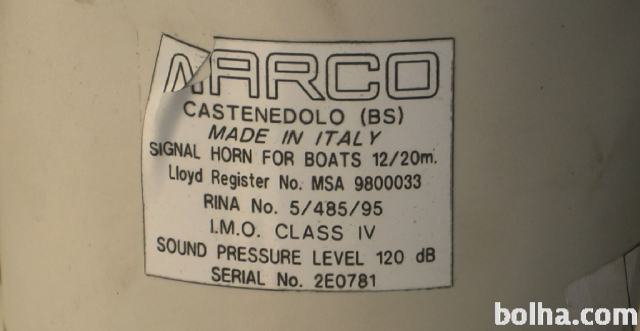 MARCO
CASTENEDOLO (BS)
MADE IN ITALY
SIGNAL HORN FOR BOATS 12/20m.
Lloyd Register No. MSA 9800033
RINA No. 5/485/95
I.M.O. CLASS IV
SOUND PRESSURE LEVEL 120 dB
SERIAL No. 2E0781
bolha.com